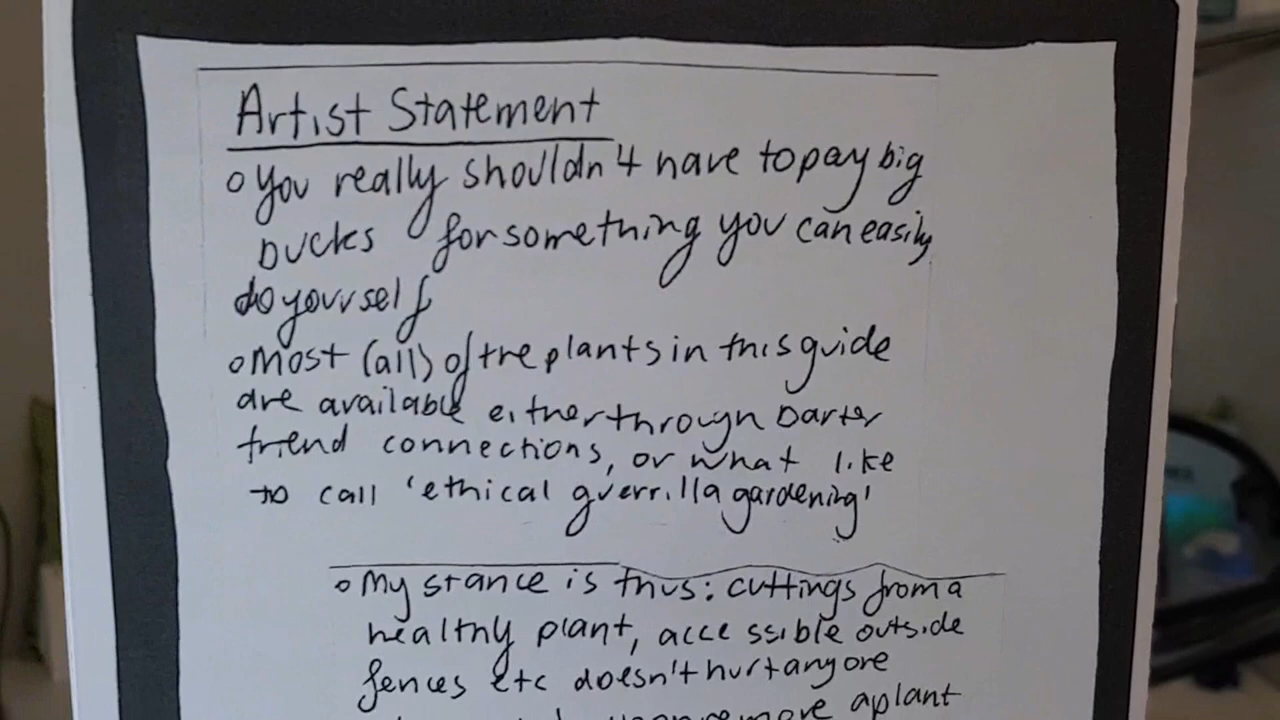 Artist Statement
o You really shouldn't have to pay big
bucks for something you can easily
do yourself
o Most (all) of the plants in this guide
are available either through barter
friend connections, or what like
to call 'ethical guerrilla gardening'
o My stance is thus: cuttings from a
healthy plant, accessible outside
fences etc doesn't hurt anyone
remove a plant